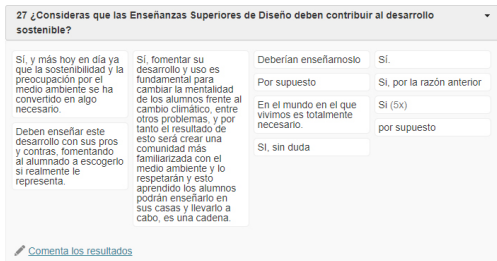 27 ¿Consideras que las Enseñanzas Superiores de Diseño deben contribuir al desarrollo
sostenible?
Sí, y más hoy en día ya
que la sostenibilidad y la
preocupación por el
medio ambiente se ha
convertido en algo
necesario.
Deben enseñar este
desarrollo con sus pros
y contras, fomentando
al alumnado a escogerlo
si realmente le
representa.
Sí, fomentar su
desarrollo y uso es
fundamental para
cambiar la mentalidad
de los alumnos frente al
cambio climático, entre
otros problemas, y por
tanto el resultado de
esto será crear una
comunidad más
familiarizada con el
medio ambiente y lo
respetarán y esto
aprendido los alumnos
podrán enseñarlo en
sus casas y llevarlo a
cabo, es una cadena.
Deberían enseñarnoslo
Por supuesto
En el mundo en el que
vivimos es totalmente
necesario.
SI, sin duda
Sí.
Si, por la razón anterior
Si (5x)
por supuesto
Comenta los resultados